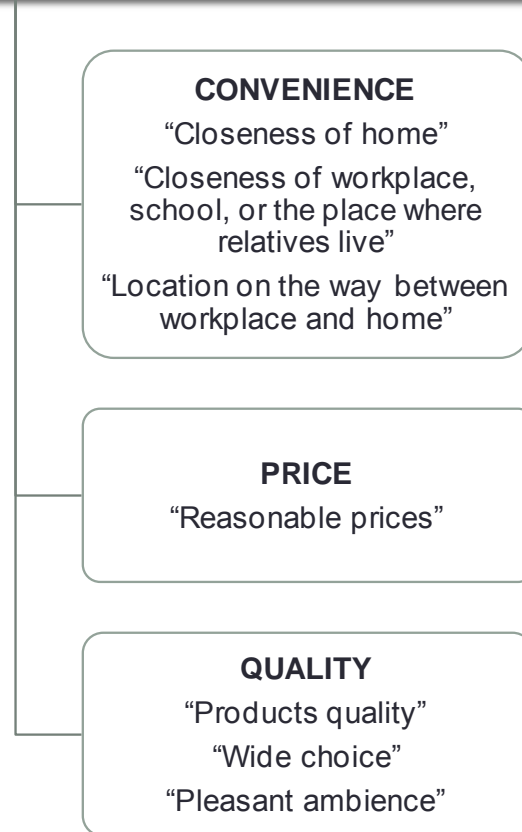 CONVENIENCE
“Closeness of home”
“Closeness of workplace,
school, or the place where
relatives live”
“Location on the way between
workplace and home”
PRICE
“Reasonable prices”
QUALITY
“Products quality”
“Wide choice”
“Pleasant ambience”